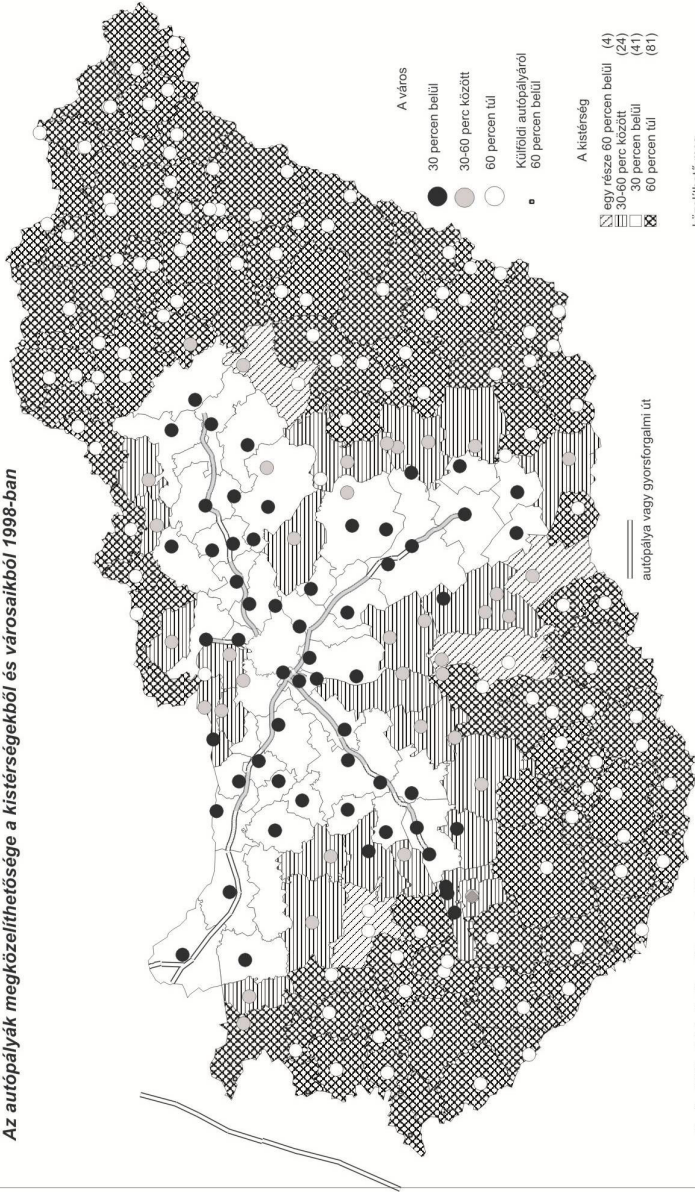 Az autópályák megközelíthetősége a kistérségekből és városaikból 1998-ban
A város
30 percen belül
30-60 perc között
60 percen túl
Külföldi autópályáról
60 percen belül
A kistérség
egy része 60 percen belül (4)
30-60 perc között (24)
30 percen belül (41)
60 percen túl (81)
autópálya vagy gyorsforgalmi út